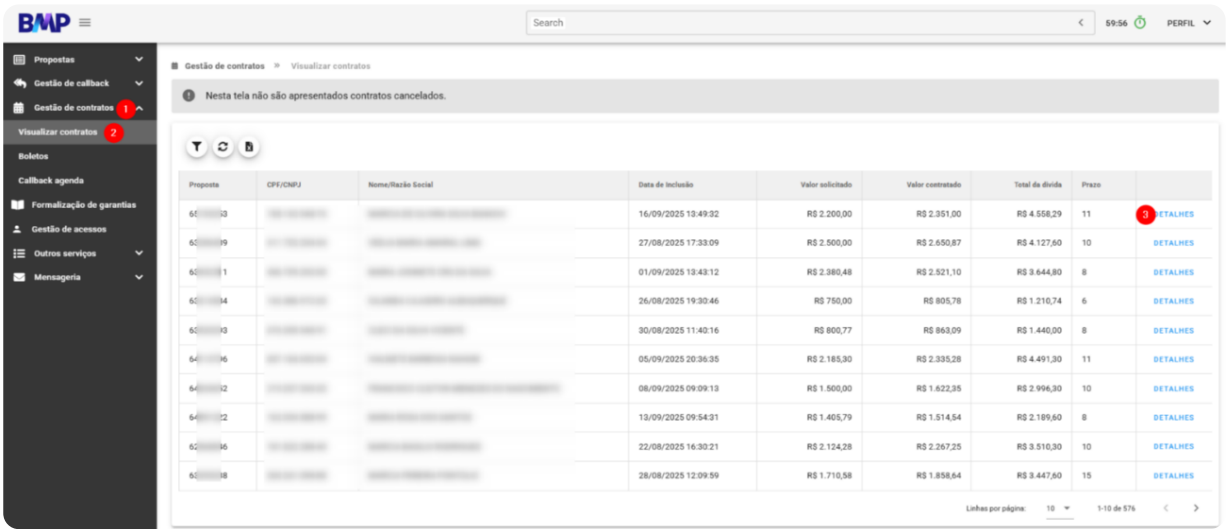 BMP
Search
59:56
PERFIL
Propostas
Gestão de callback
Gestão de contratos 1
Visualizar contratos 2
Boletos
Callback agenda
Formalização de garantias
Gestão de acessos
Outros serviços
Mensageria
Gestão de contratos » Visualizar contratos
Nesta tela não são apresentados contratos cancelados.
Proposta CPF/CNPJ Nome/Razão Social Data de Inclusão Valor solicitado Valor contratado Total da dívida Prazo
16/09/2025 13:49:32 R$ 2.200,00 R$ 2.351,00 R$ 4.558,29 11 3 DETALHES
27/08/2025 17:33:09 R$ 2.500,00 R$ 2.650,87 R$ 4.127,60 10 DETALHES
01/09/2025 13:43:12 R$ 2.380,48 R$ 2.521,10 R$ 3.644,80 8 DETALHES
26/08/2025 19:30:46 R$ 750,00 R$ 805,78 R$ 1.210,74 6 DETALHES
30/08/2025 11:40:16 R$ 800,77 R$ 863,09 R$ 1.440,00 8 DETALHES
05/09/2025 20:36:35 R$ 2.185,30 R$ 2.335,28 R$ 4.491,30 11 DETALHES
08/09/2025 09:09:13 R$ 1.500,00 R$ 1.622,35 R$ 2.996,30 10 DETALHES
13/09/2025 09:54:31 R$ 1.405,79 R$ 1.514,54 R$ 2.189,60 8 DETALHES
22/08/2025 16:30:21 R$ 2.124,28 R$ 2.267,25 R$ 3.510,30 10 DETALHES
28/08/2025 12:09:59 R$ 1.710,58 R$ 1.858,64 R$ 3.447,60 15 DETALHES
Linhas por página: 10 1-10 de 576